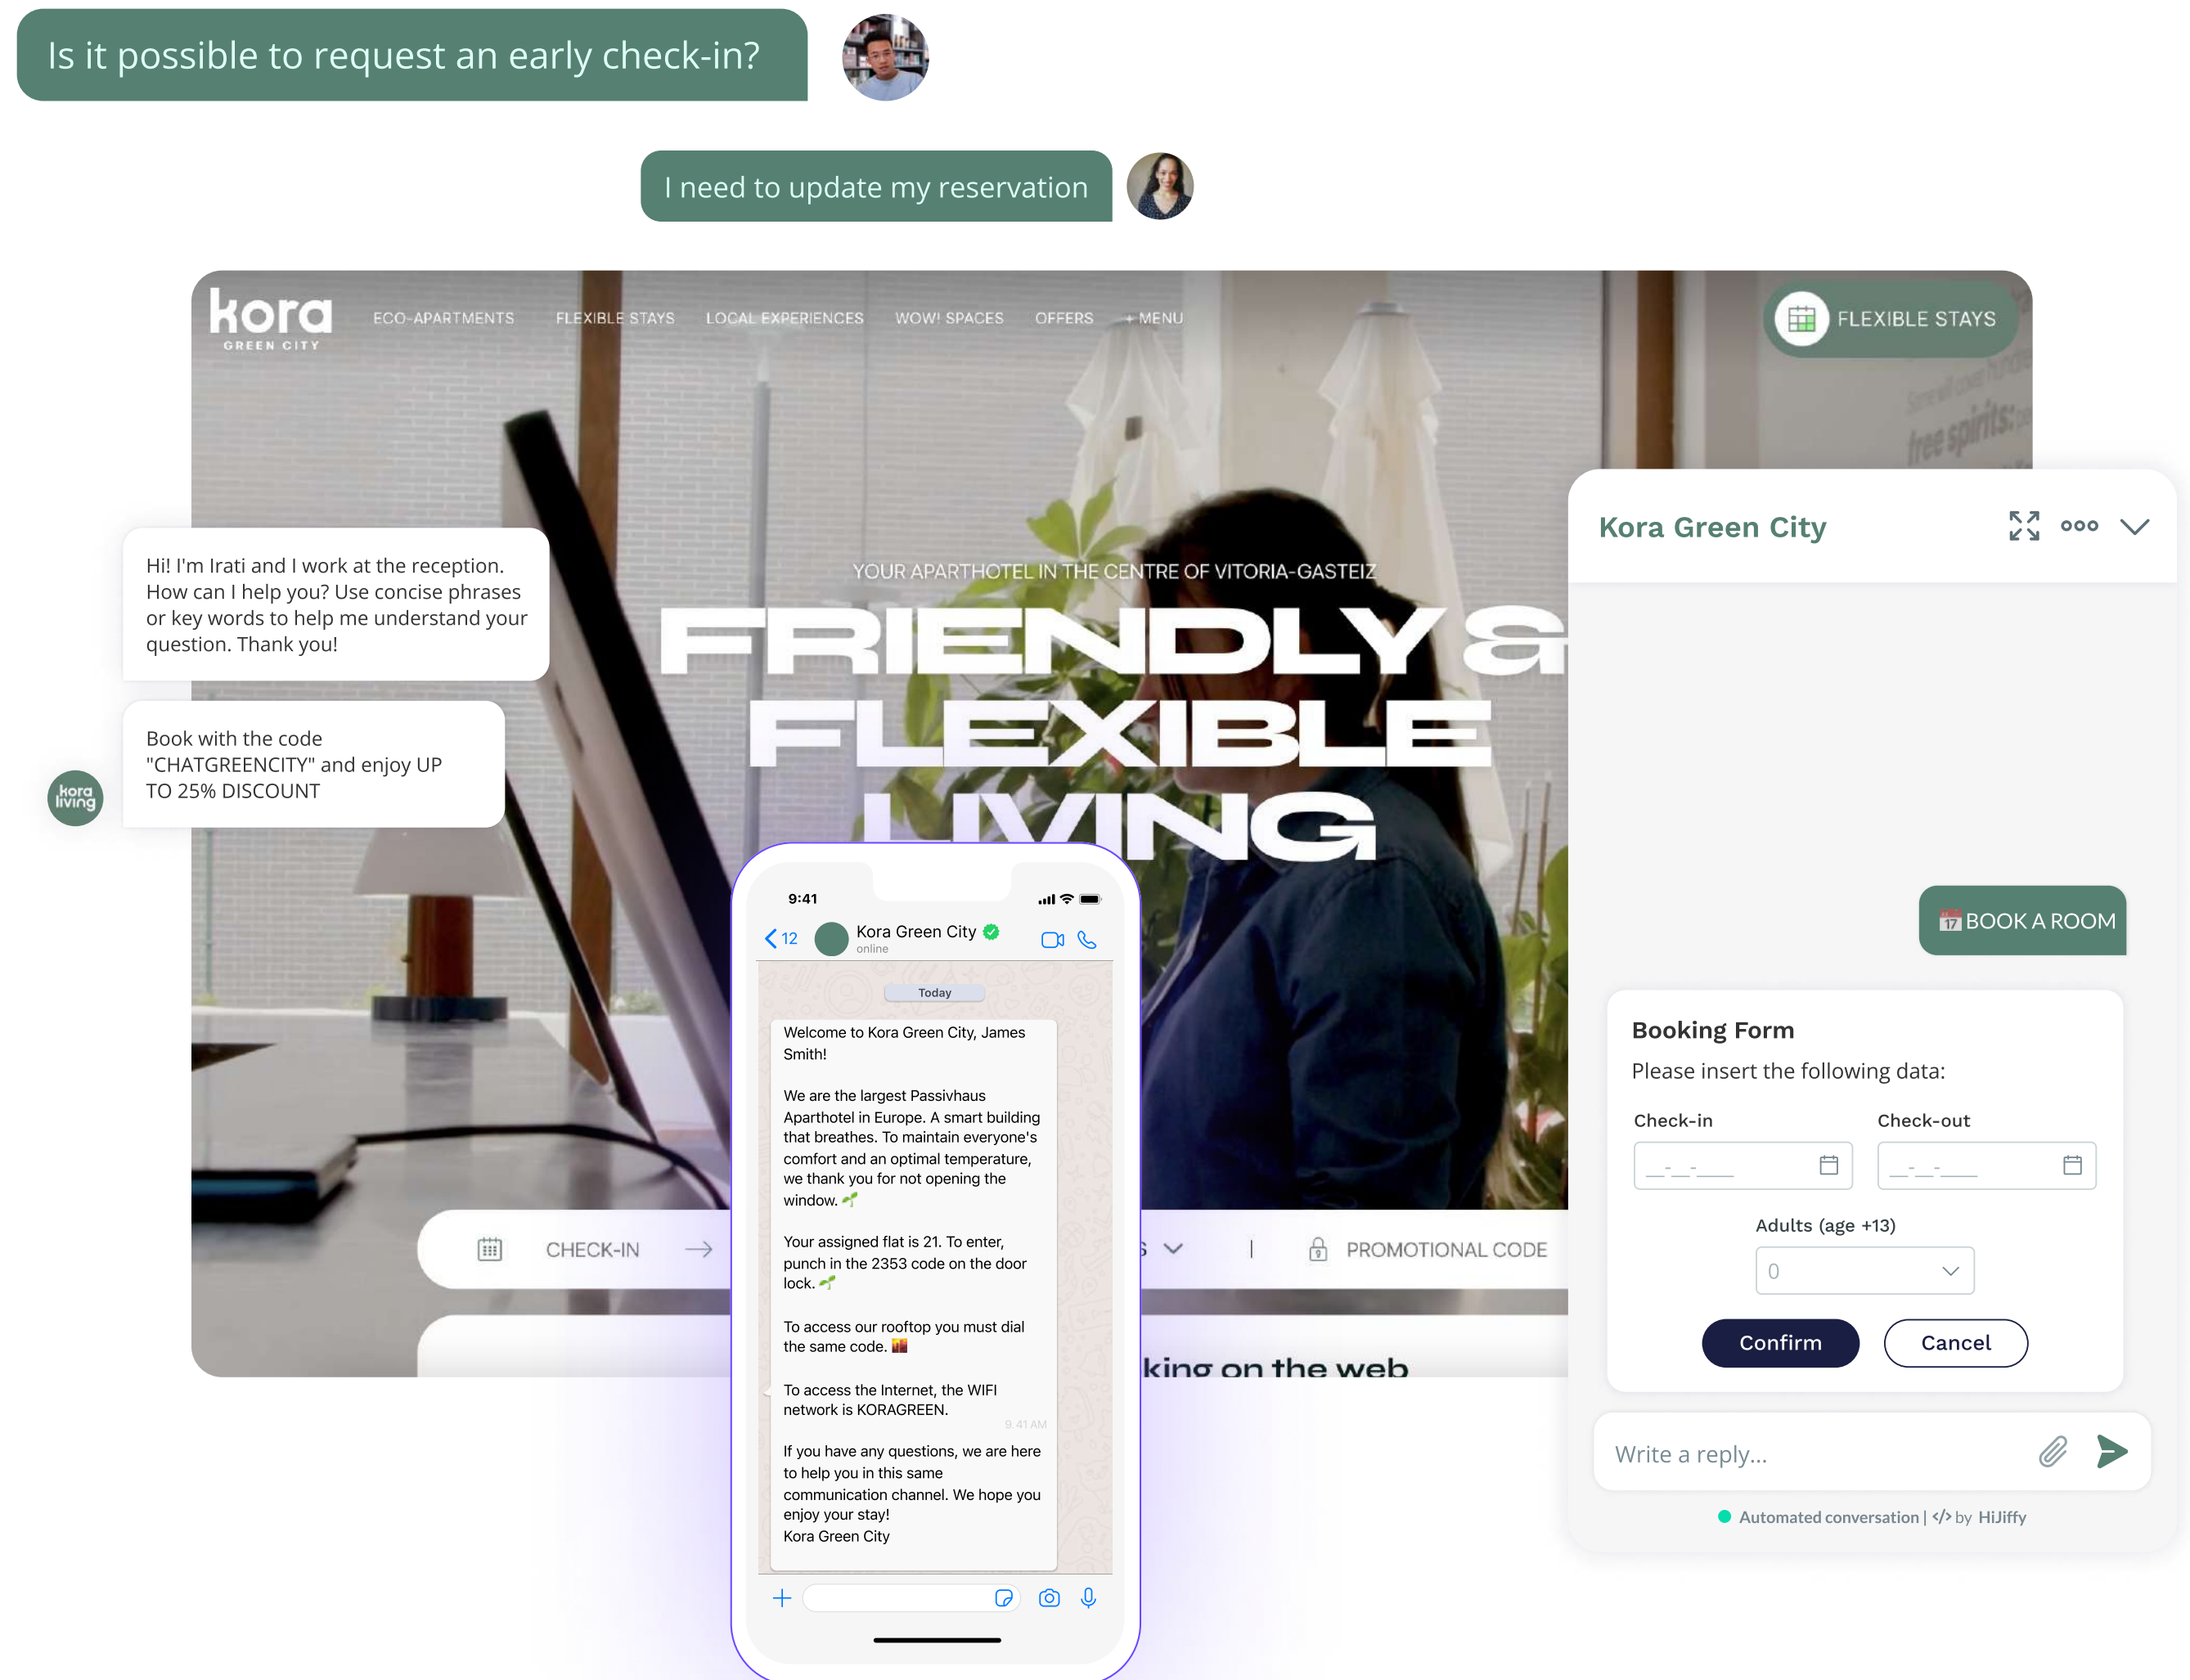 Is it possible to request an early check-in?
I need to update my reservation
kora
GREEN CITY
ECO-APARTMENTS
FLEXIBLE STAYS
LOCAL EXPERIENCES
WOW! SPACES
OFFERS
+ MENU
FLEXIBLE STAYS
free spirits:
Hi! I'm Irati and I work at the reception.
How can I help you? Use concise phrases
or key words to help me understand your
question. Thank you!
Book with the code
"CHATGREENCITY" and enjoy UP
TO 25% DISCOUNT
kora
living
YOUR APARTHOTEL IN THE CENTRE OF VITORIA-GASTEIZ
FRIENDLY &
FLEXIBLE
LIVING
CHECK-IN
S
|
PROMOTIONAL CODE
king on the web
9:41
12
Kora Green City
online
Today
Welcome to Kora Green City, James
Smith!
We are the largest Passivhaus
Aparthotel in Europe. A smart building
that breathes. To maintain everyone's
comfort and an optimal temperature,
we thank you for not opening the
window. 🌱
Your assigned flat is 21. To enter,
punch in the 2353 code on the door
lock. 🌱
To access our rooftop you must dial
the same code. 🌇
To access the Internet, the WIFI
network is KORAGREEN.
9.41 AM
If you have any questions, we are here
to help you in this same
communication channel. We hope you
enjoy your stay!
Kora Green City
Kora Green City
📅 BOOK A ROOM
Booking Form
Please insert the following data:
Check-in
Check-out
__-__-____
__-__-____
Adults (age +13)
0
Confirm
Cancel
Write a reply...
Automated conversation | </> by HiJiffy